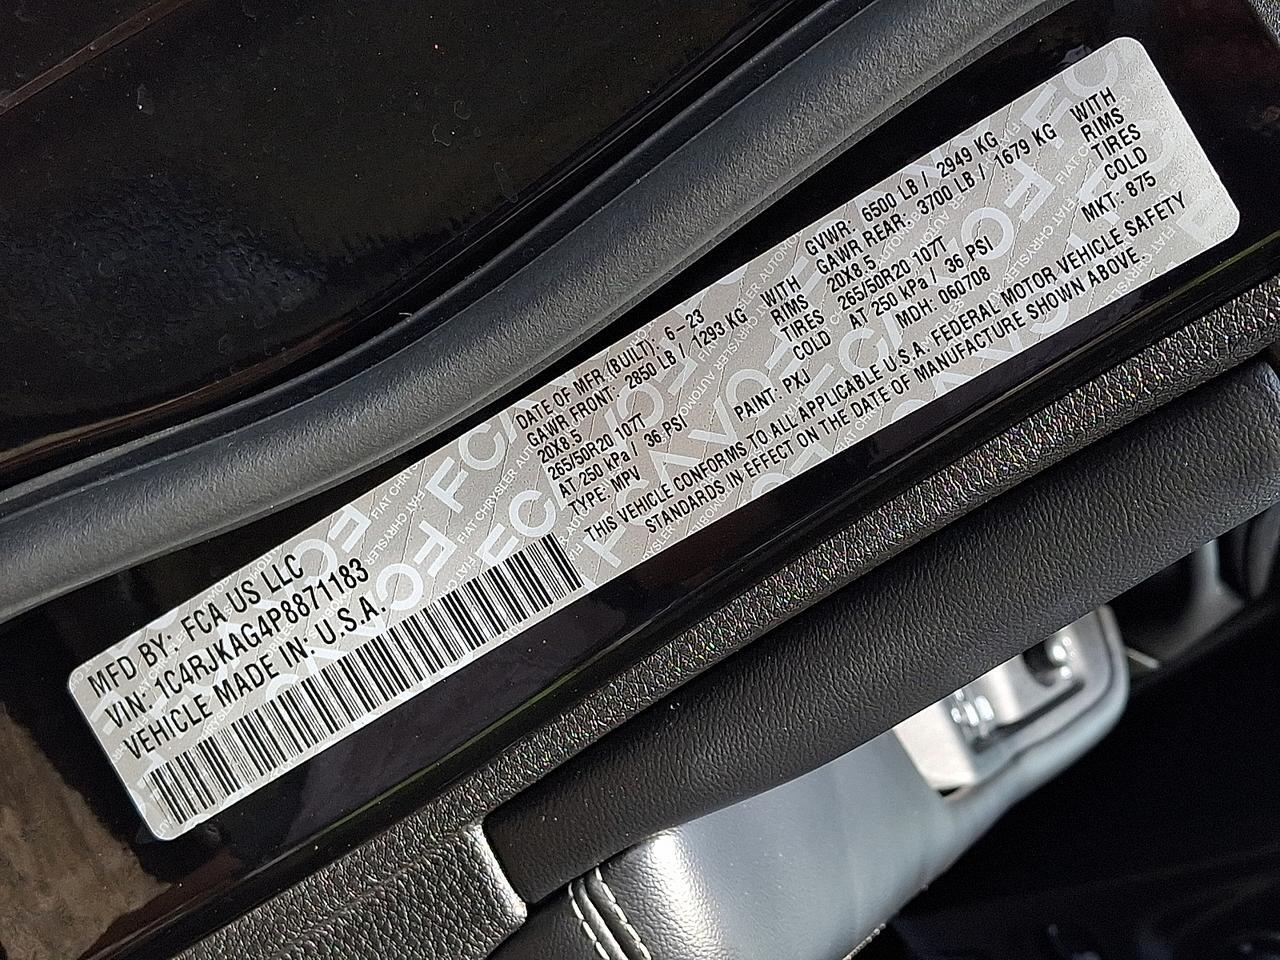 MFD BY: FCA US LLC
VIN: 1C4RJKAG4P8871183
VEHICLE MADE IN: U.S.A.
DATE OF MFR.(BUILT): 6-23 GVWR: 6500 LB / 2949 KG
GAWR FRONT: 2850 LB / 1293 KG WITH GAWR REAR: 3700 LB / 1679 KG WITH
20X8.5 RIMS 20X8.5 RIMS
265/50R20 107T TIRES 265/50R20 107T TIRES
AT 250 kPa / 36 PSI COLD AT 250 kPa / 36 PSI COLD
TYPE: MPV PAINT: PXJ MDH: 060708 MKT: 875
THIS VEHICLE CONFORMS TO ALL APPLICABLE U.S.A. FEDERAL MOTOR VEHICLE SAFETY
STANDARDS IN EFFECT ON THE DATE OF MANUFACTURE SHOWN ABOVE.